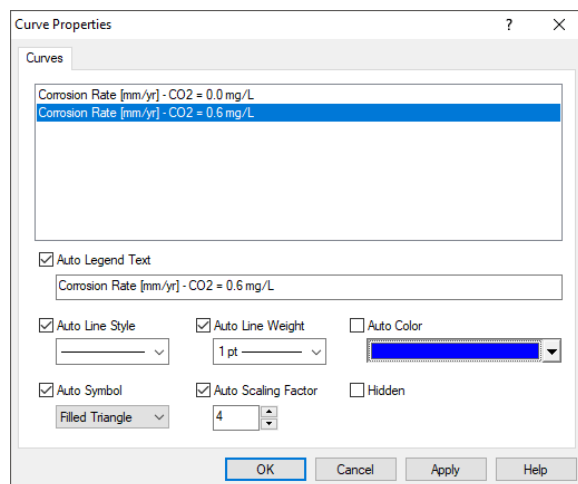 Curve Properties ?
Curves
Corrosion Rate [mm/yr] - CO2 = 0.0 mg/L
Corrosion Rate [mm/yr] - CO2 = 0.6 mg/L
Auto Legend Text
Corrosion Rate [mm/yr] - CO2 = 0.6 mg/L
Auto Line Style Auto Line Weight Auto Color
1 pt
Auto Symbol Auto Scaling Factor Hidden
Filled Triangle 4
OK Cancel Apply Help